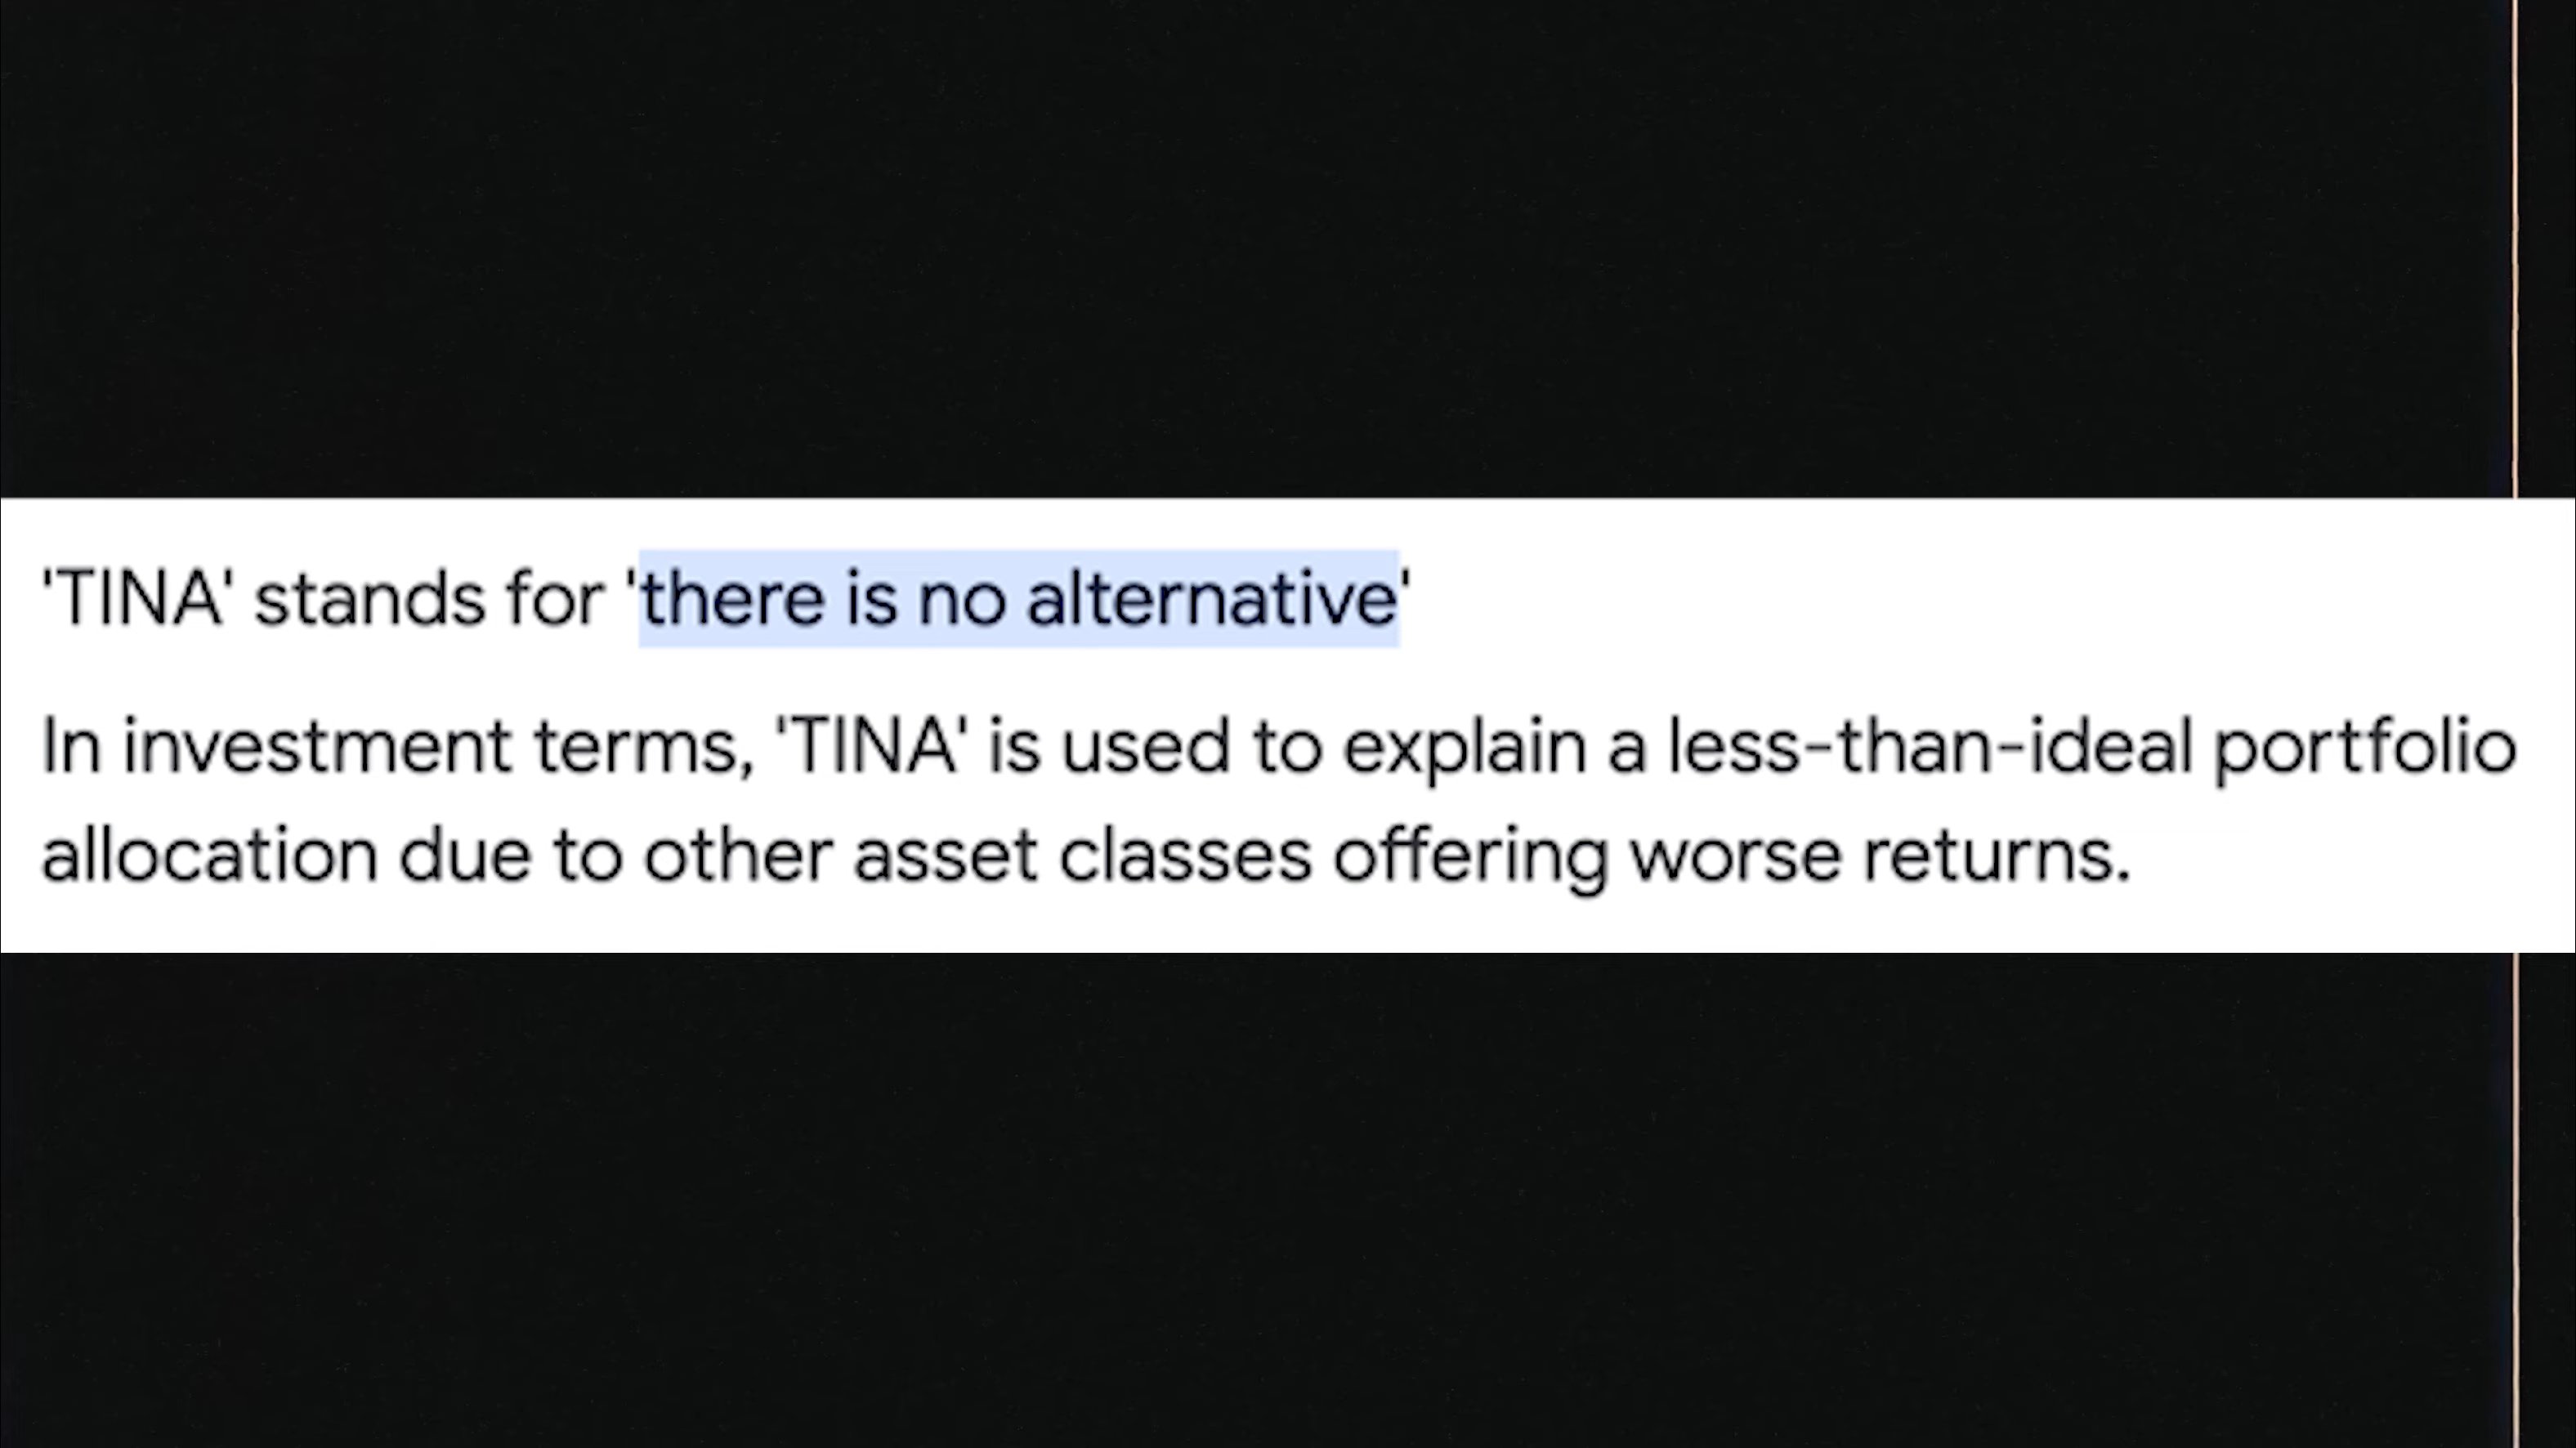 'TINA' stands for 'there is no alternative'
In investment terms, 'TINA' is used to explain a less-than-ideal portfolio
allocation due to other asset classes offering worse returns.